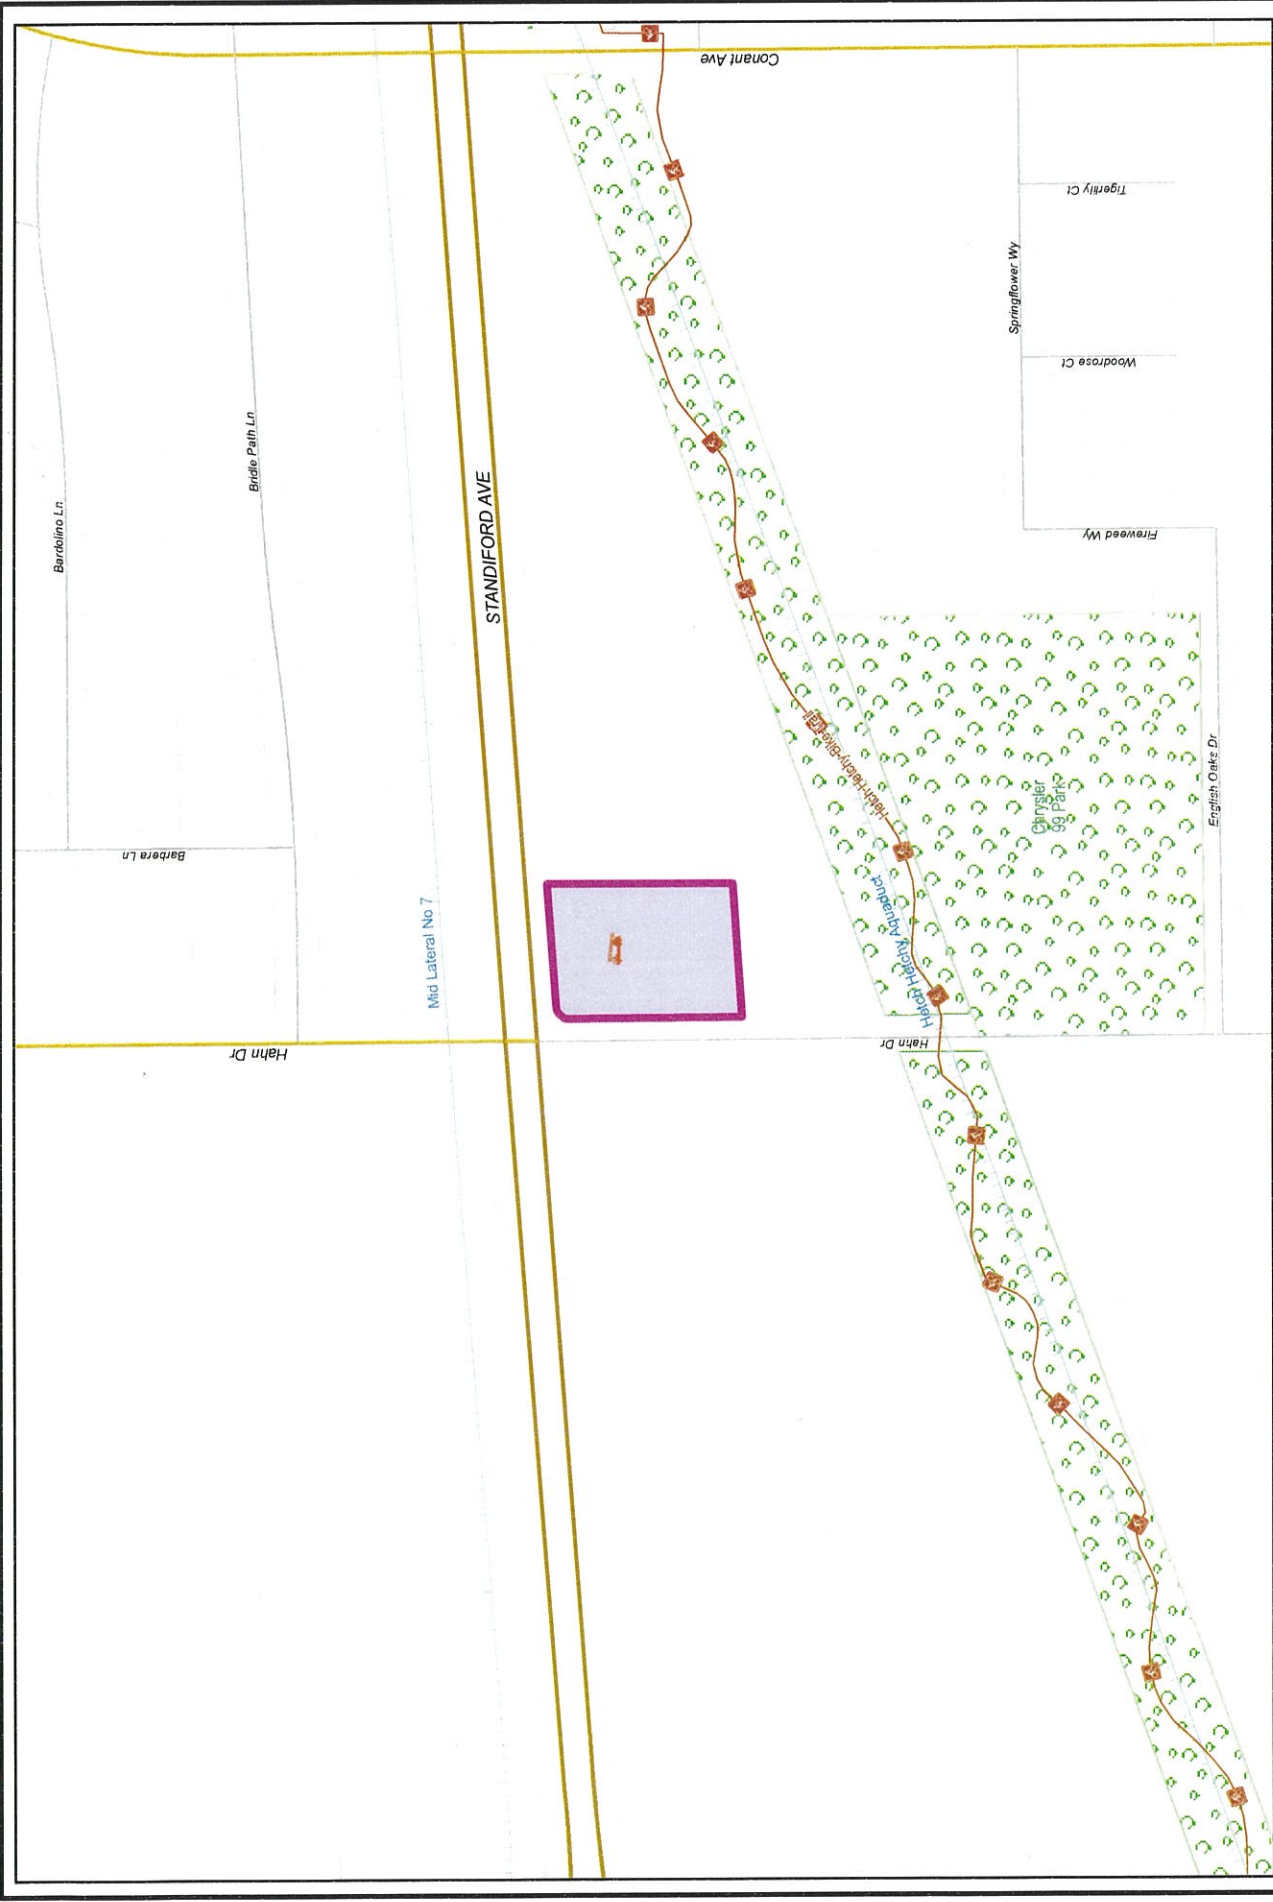 Conant Ave
Tigerlily Ct
Springflower Wy
Woodrose Ct
Bridle Path Ln
Bardolino Ln
STANDIFORD AVE
Fireweed Wy
Hetch-Hetchy-Bike-Trail
Chrysler
99 Park
English Oaks Dr
Barbera Ln
Mid Lateral No 7
Hetch Hetchy Aquaduct
Hahn Dr
Hahn Dr